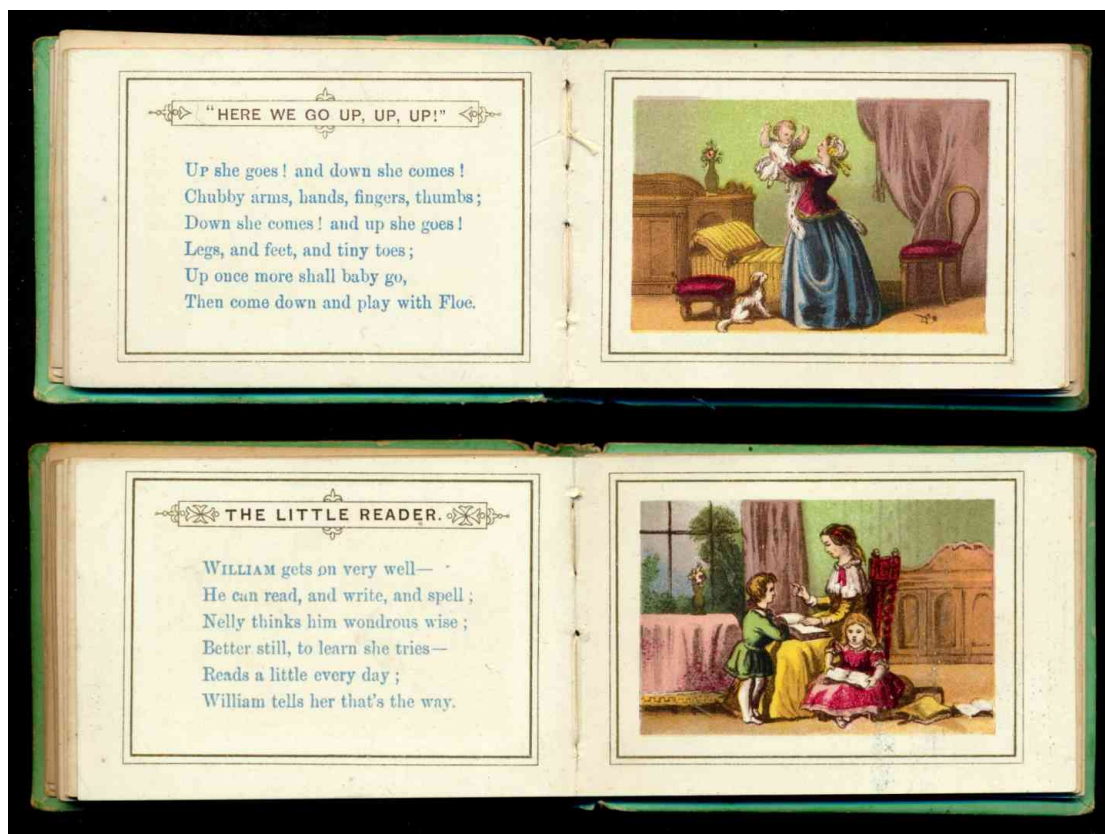 "HERE WE GO UP, UP, UP!"
UP she goes! and down she comes!
Chubby arms, hands, fingers, thumbs;
Down she comes! and up she goes!
Legs, and feet, and tiny toes;
Up once more shall baby go,
Then come down and play with Floe.
THE LITTLE READER.
WILLIAM gets on very well—
He can read, and write, and spell;
Nelly thinks him wondrous wise;
Better still, to learn she tries—
Reads a little every day;
William tells her that's the way.